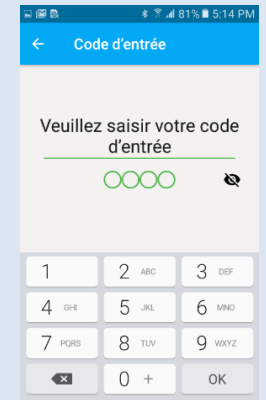 81% 5:14 PM
← Code d'entrée
Veuillez saisir votre code
d'entrée
1 2 ABC 3 DEF
4 GHI 5 JKL 6 MNO
7 PQRS 8 TUV 9 WXYZ
0 + OK